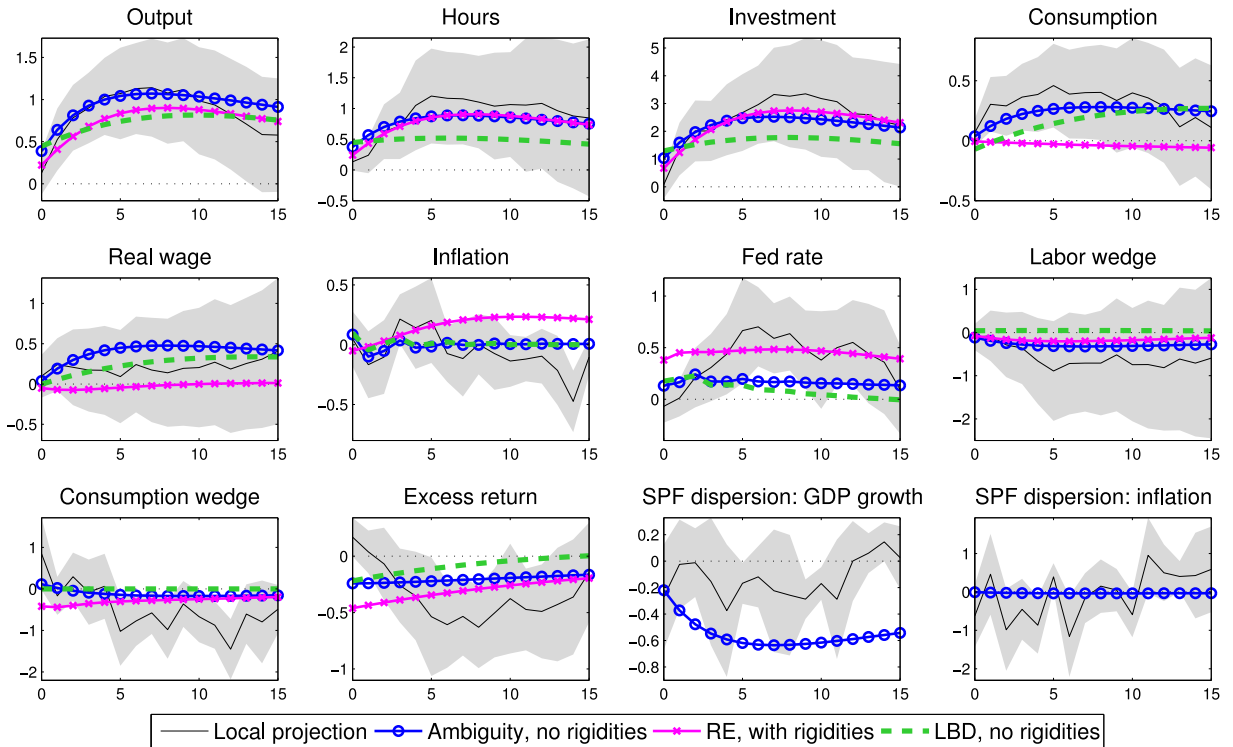 Output Hours Investment Consumption
1.5 2 5 0.5
1 1.5 4
0.5 1 3 0
0 0.5 2
0 1
-0.5 0 -0.5
0 5 10 15 0 5 10 15 0 5 10 15 0 5 10 15
Real wage Inflation Fed rate Labor wedge
1 0.5 1 1
0.5 0 0.5 0
0 -0.5 0 -1
-0.5 -2
0 5 10 15 0 5 10 15 0 5 10 15 0 5 10 15
Consumption wedge Excess return SPF dispersion: GDP growth SPF dispersion: inflation
1 0 0.2 2
0 -0.5 0 1
-1 -1 -0.2 0
-2 -0.4 -1
-0.6 -2
-0.8
0 5 10 15 0 5 10 15 0 5 10 15 0 5 10 15
Local projection Ambiguity, no rigidities RE, with rigidities LBD, no rigidities